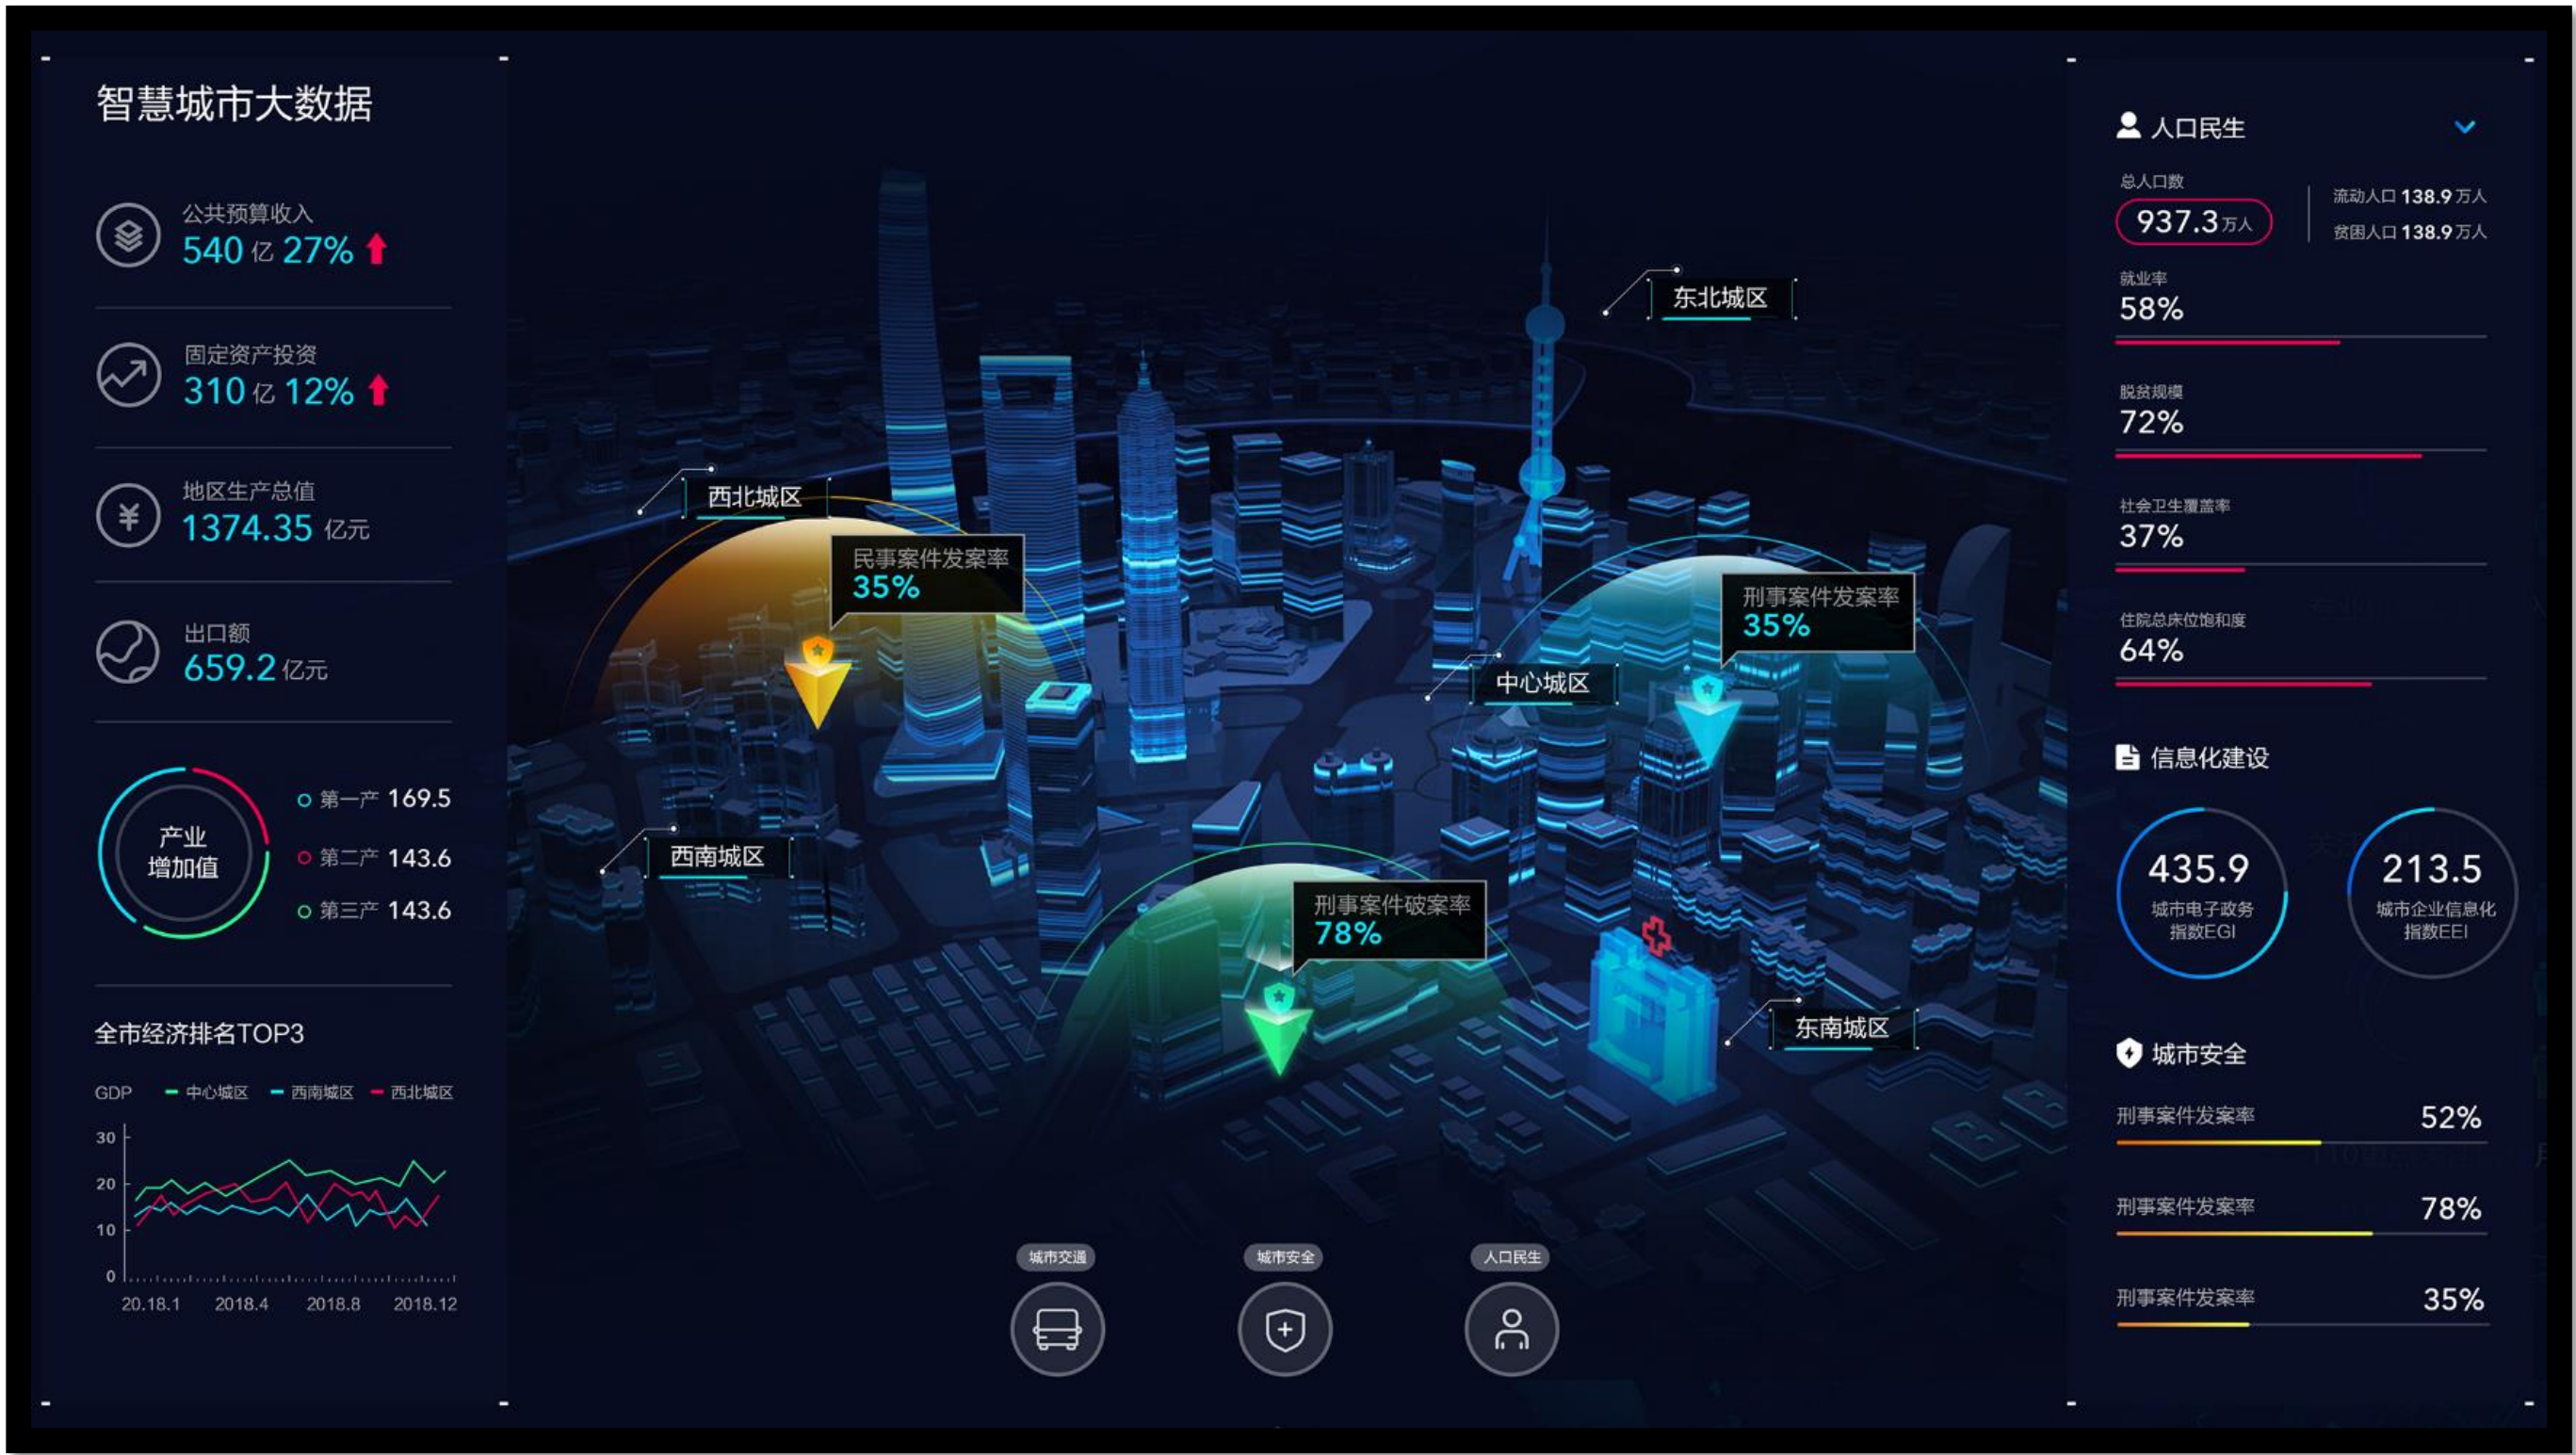 智慧城市大数据
公共预算收入
540 亿 27%
固定资产投资
310 亿 12%
地区生产总值
1374.35 亿元
出口额
659.2 亿元
产业
增加值
第一产 169.5
第二产 143.6
第三产 143.6
全市经济排名TOP3
GDP 中心城区 西南城区 西北城区
30
20
10
0
20.18.1 2018.4 2018.8 2018.12
东北城区
西北城区
民事案件发案率
35%
刑事案件发案率
35%
中心城区
西南城区
刑事案件破案率
78%
东南城区
城市交通 城市安全 人口民生
人口民生
总人口数
937.3 万人
流动人口 138.9 万人
贫困人口 138.9 万人
就业率
58%
脱贫规模
72%
社会卫生覆盖率
37%
住院总床位饱和度
64%
信息化建设
435.9
城市电子政务
指数EGI
213.5
城市企业信息化
指数EEI
城市安全
刑事案件发案率 52%
刑事案件发案率 78%
刑事案件发案率 35%